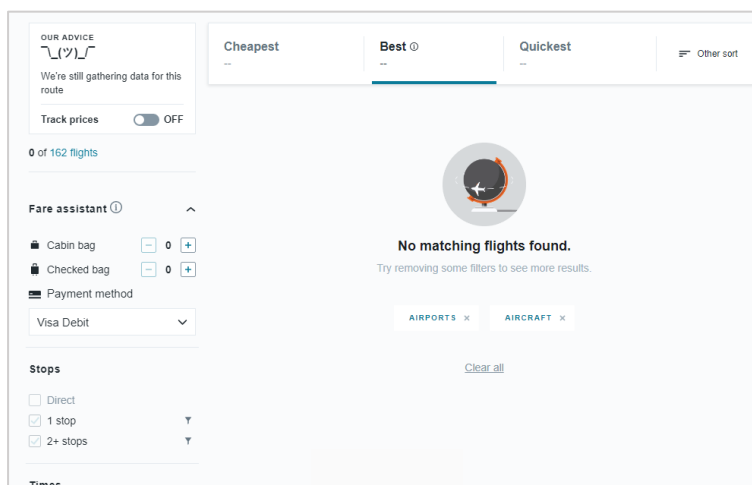 OUR ADVICE
¯\_(ツ)_/¯
We're still gathering data for this
route
Track prices OFF
0 of 162 flights
Fare assistant ⓘ
Cabin bag − 0 +
Checked bag − 0 +
Payment method
Visa Debit
Stops
Direct
1 stop
2+ stops
Times
Cheapest
--
Best ⓘ
--
Quickest
--
Other sort
No matching flights found.
Try removing some filters to see more results.
AIRPORTS ×
AIRCRAFT ×
Clear all